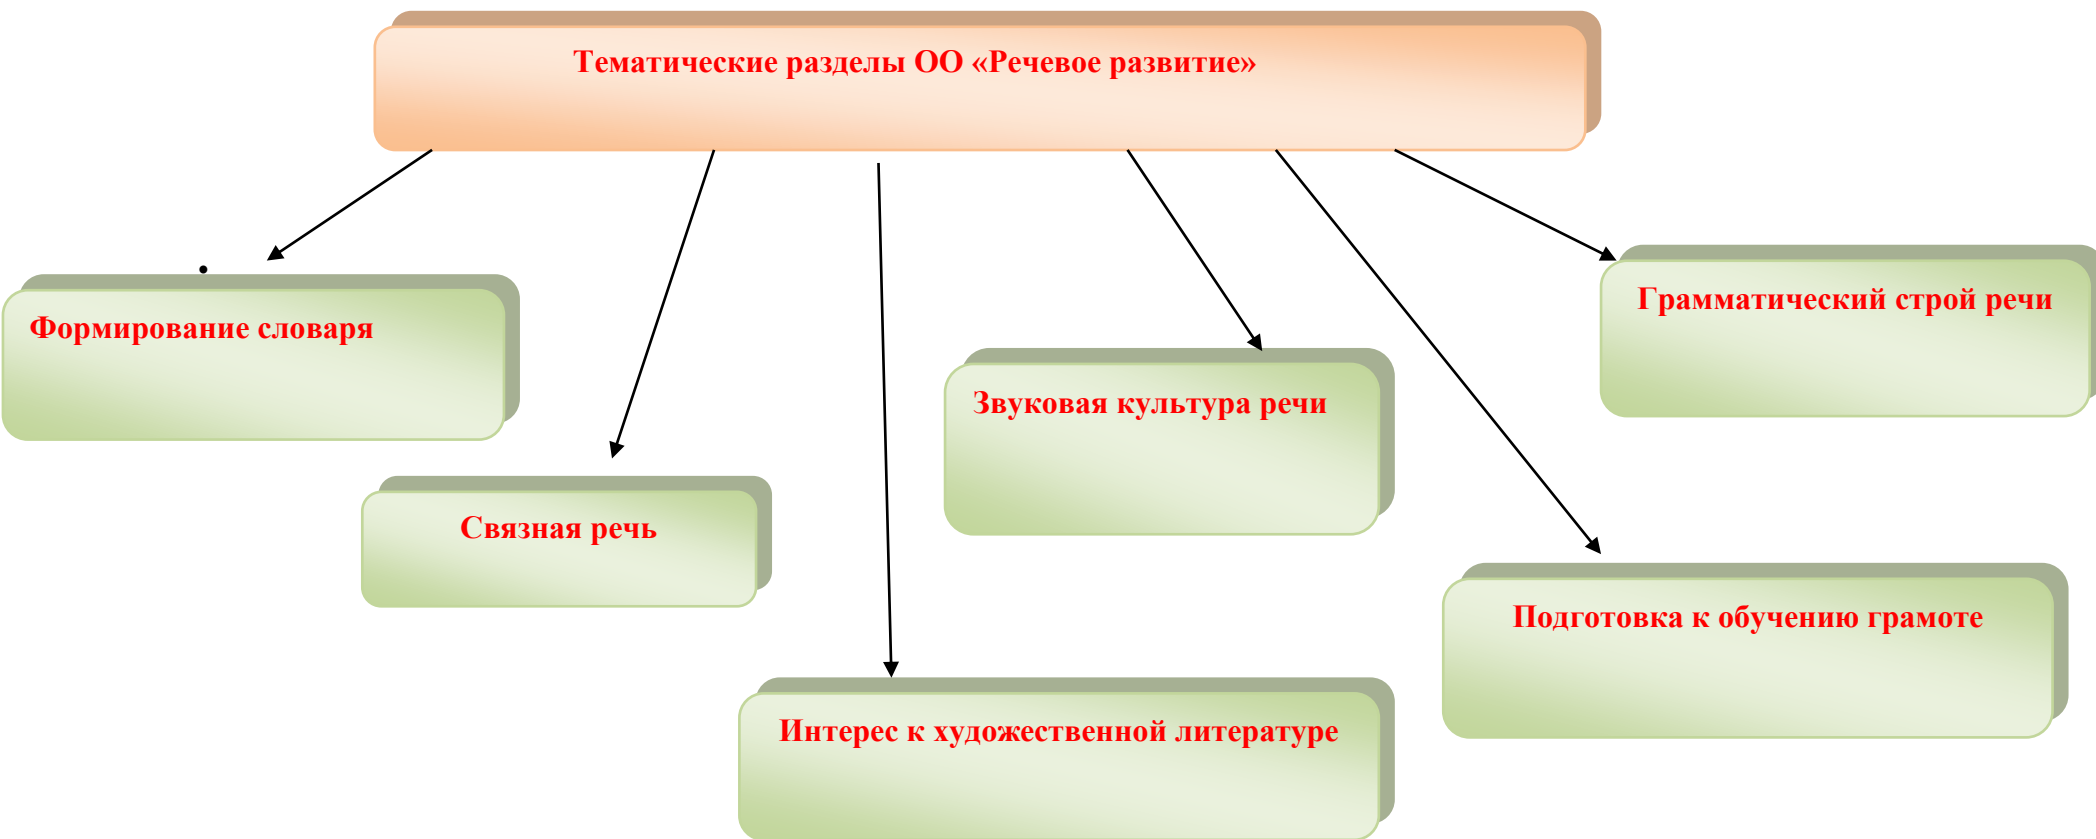 Тематические разделы ОО «Речевое развитие»
Формирование словаря
Связная речь
Интерес к художественной литературе
Звуковая культура речи
Подготовка к обучению грамоте
Грамматический строй речи